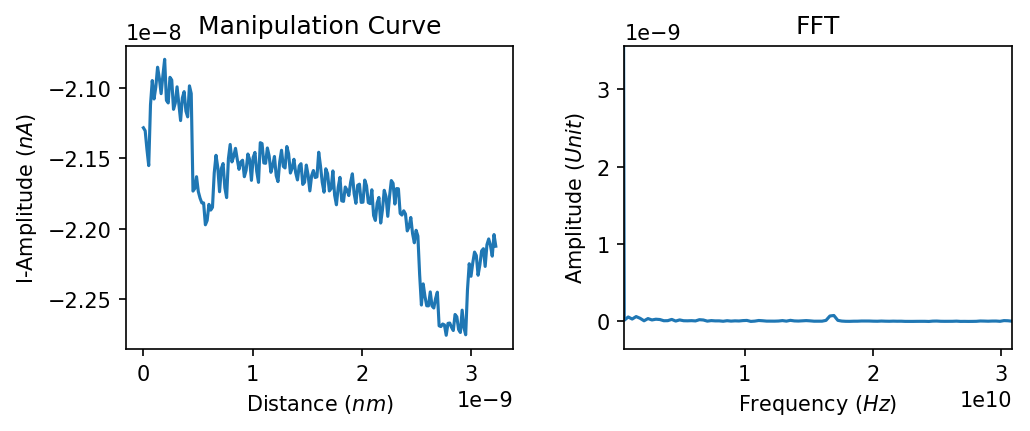 Manipulation Curve
1e−8
−2.10
−2.15
−2.20
−2.25
I-Amplitude (nA)
0 1 2 3
Distance (nm)
1e−9
FFT
1e−9
3
2
1
0
Amplitude (Unit)
1 2 3
Frequency (Hz)
1e10